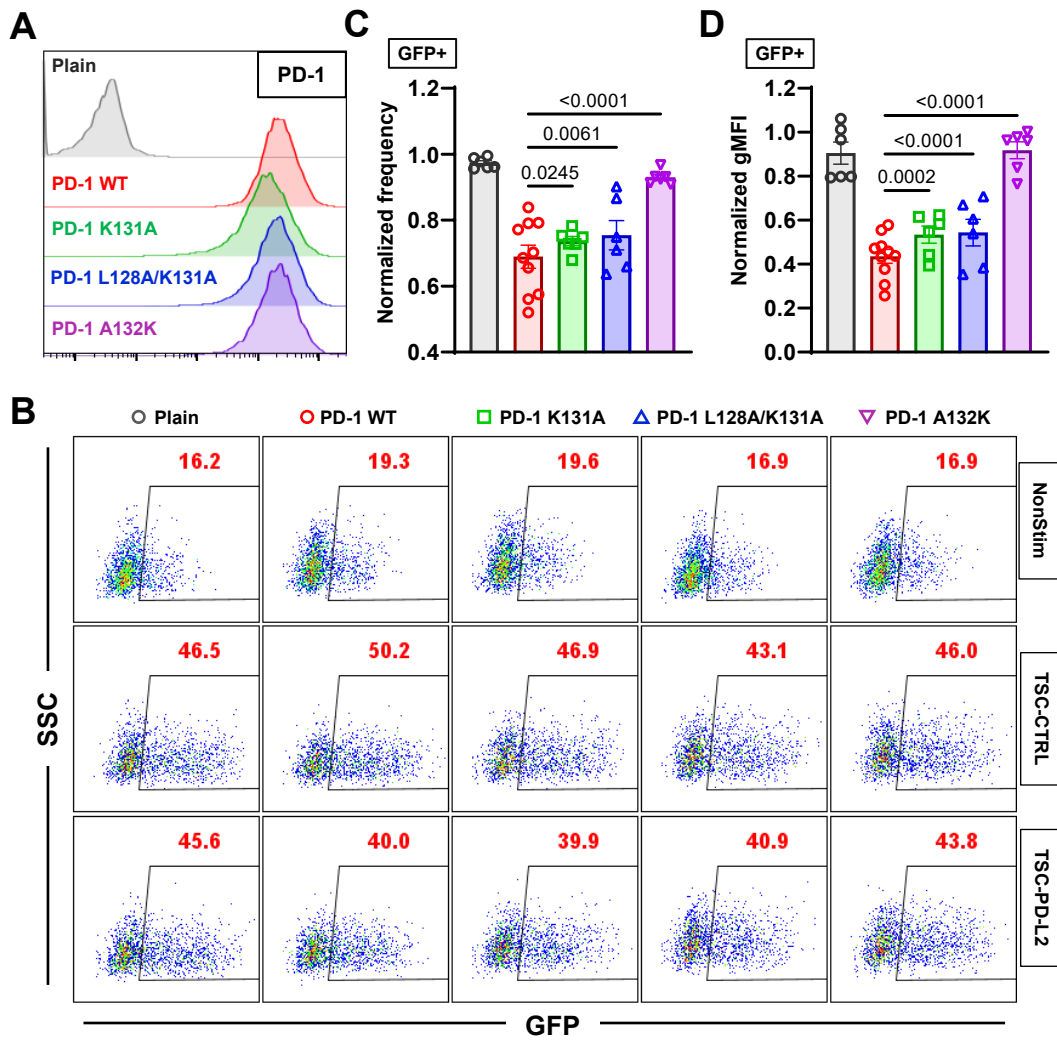 A
Plain
PD-1
PD-1 WT
PD-1 K131A
PD-1 L128A/K131A
PD-1 A132K
C
GFP+
Normalized frequency
1.2
1.0
0.8
0.6
0.4
<0.0001
0.0061
0.0245
D
GFP+
Normalized gMFI
1.2
1.0
0.8
0.6
0.4
0.2
0.0
<0.0001
<0.0001
0.0002
B
Plain PD-1 WT PD-1 K131A PD-1 L128A/K131A PD-1 A132K
16.2 19.3 19.6 16.9 16.9
NonStim
46.5 50.2 46.9 43.1 46.0
TSC-CTRL
45.6 40.0 39.9 40.9 43.8
TSC-PD-L2
SSC
GFP